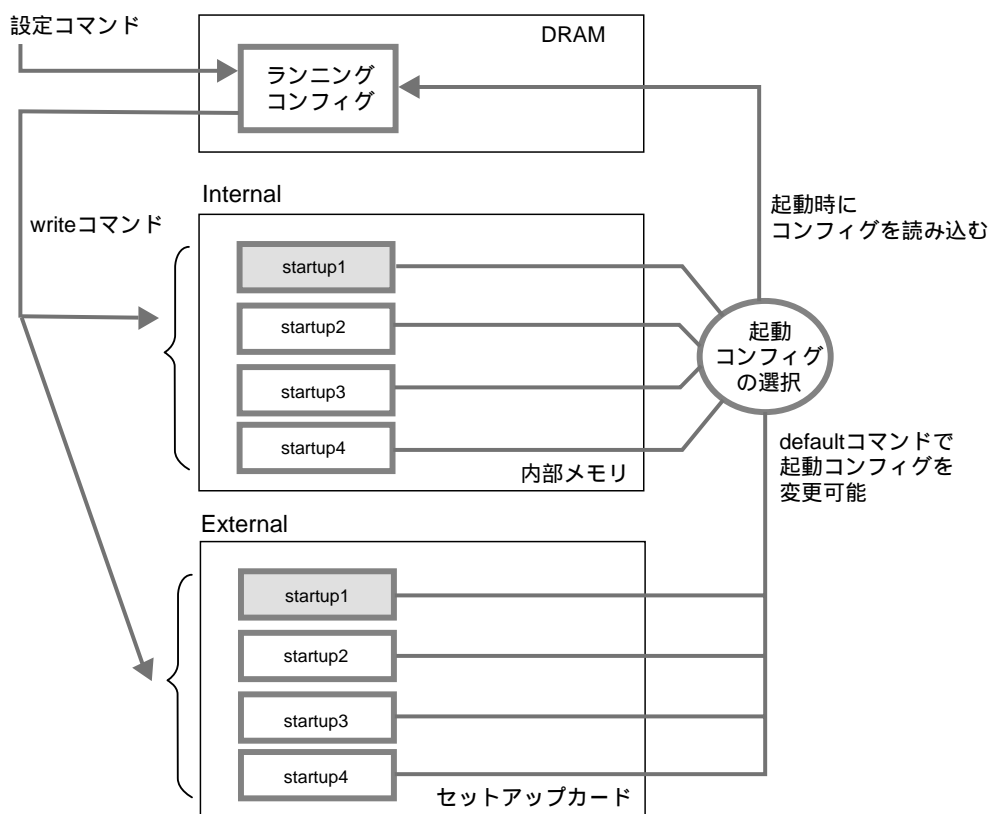 設定コマンド
DRAM
ランニング
コンフィグ
Internal
writeコマンド
起動時に
コンフィグを読み込む
startup1
startup2
startup3
startup4
内部メモリ
起動
コンフィグ
の選択
defaultコマンドで
起動コンフィグを
変更可能
External
startup1
startup2
startup3
startup4
セットアップカード